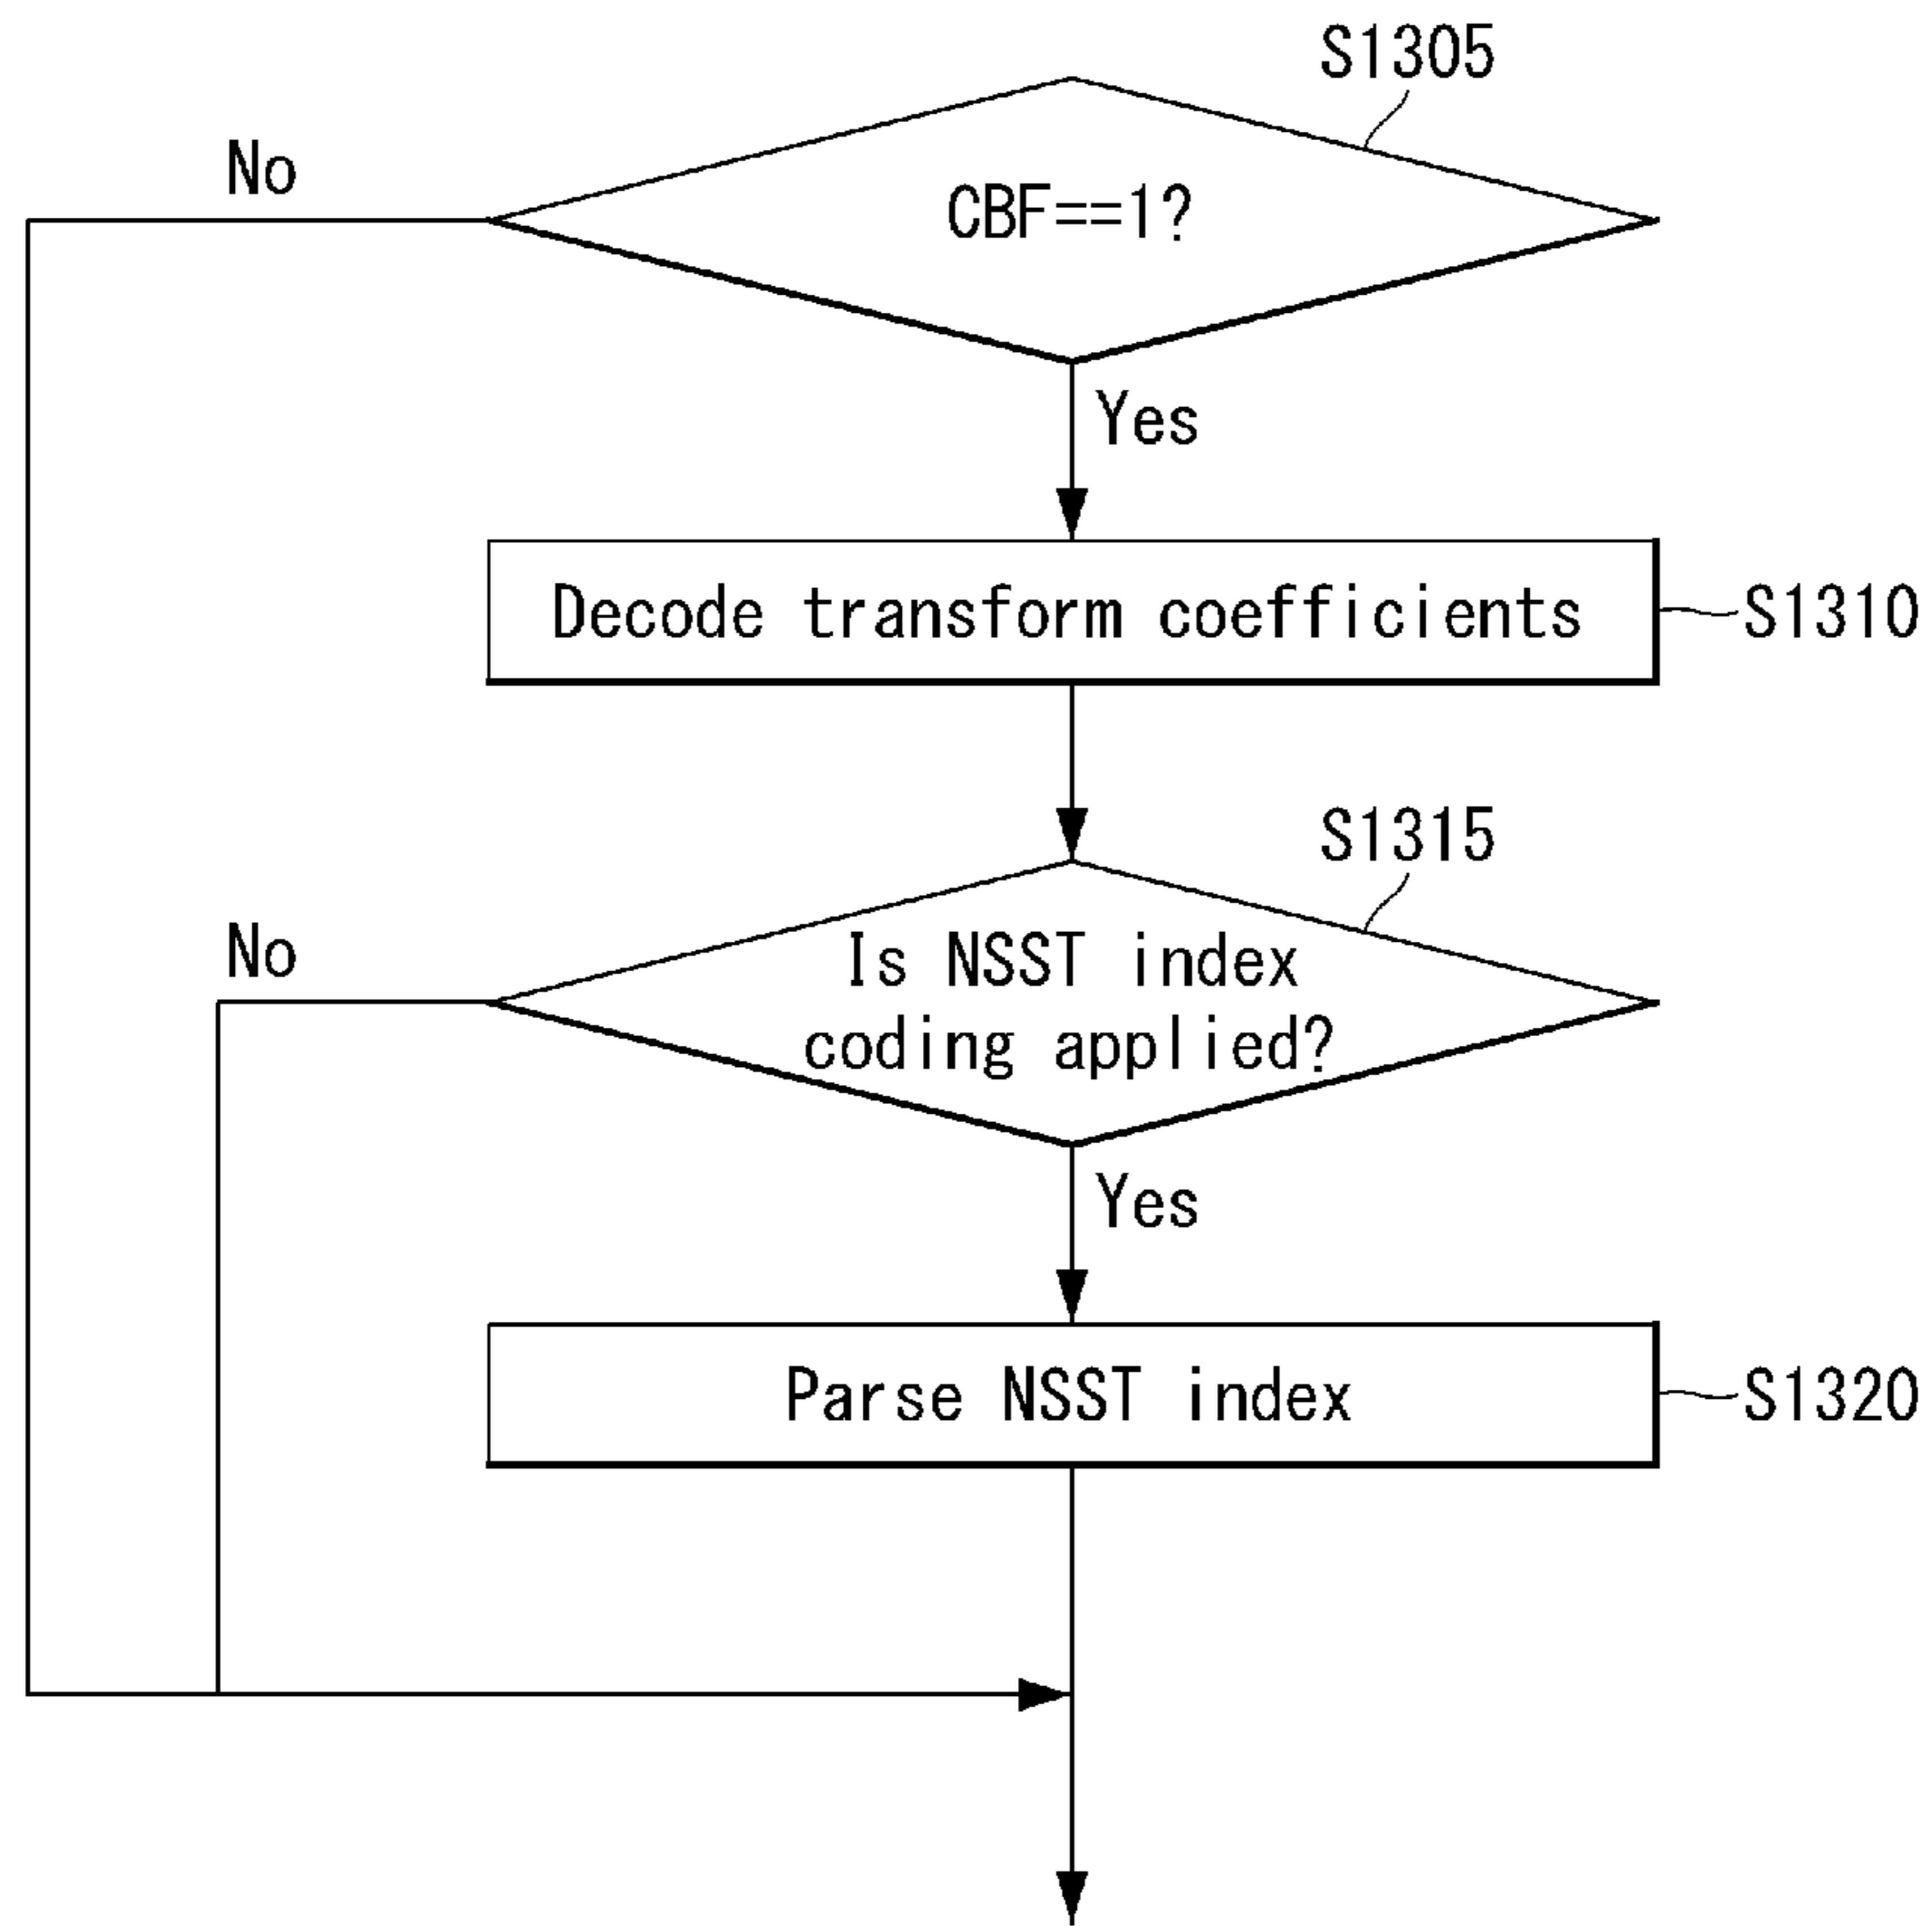 S1305
No
CBF==1?
Yes
Decode transform coefficients
S1310
S1315
No
Is NSST index
coding applied?
Yes
Parse NSST index
S1320